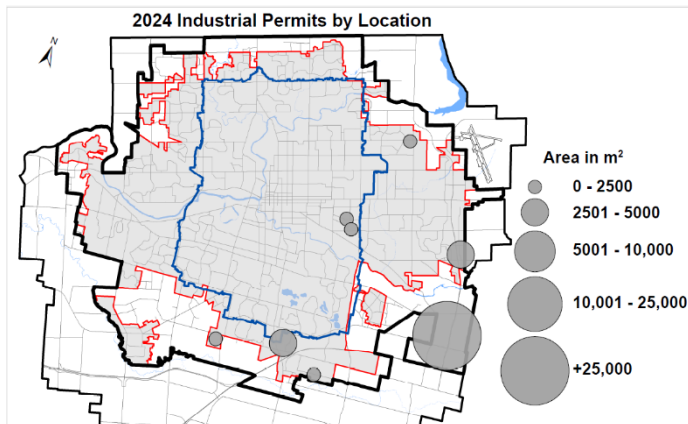 2024 Industrial Permits by Location
N
Area in m²
0 - 2500
2501 - 5000
5001 - 10,000
10,001 - 25,000
+25,000